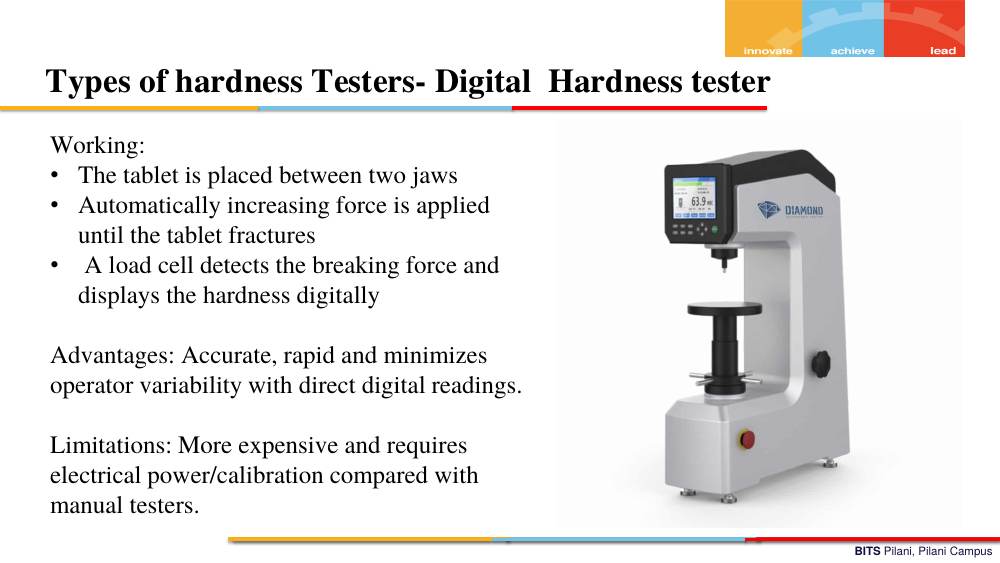 innovate achieve lead
Types of hardness Testers- Digital Hardness tester
Working:
• The tablet is placed between two jaws
• Automatically increasing force is applied
until the tablet fractures
• A load cell detects the breaking force and
displays the hardness digitally
Advantages: Accurate, rapid and minimizes
operator variability with direct digital readings.
Limitations: More expensive and requires
electrical power/calibration compared with
manual testers.
63.9
DIAMOND
BITS Pilani, Pilani Campus